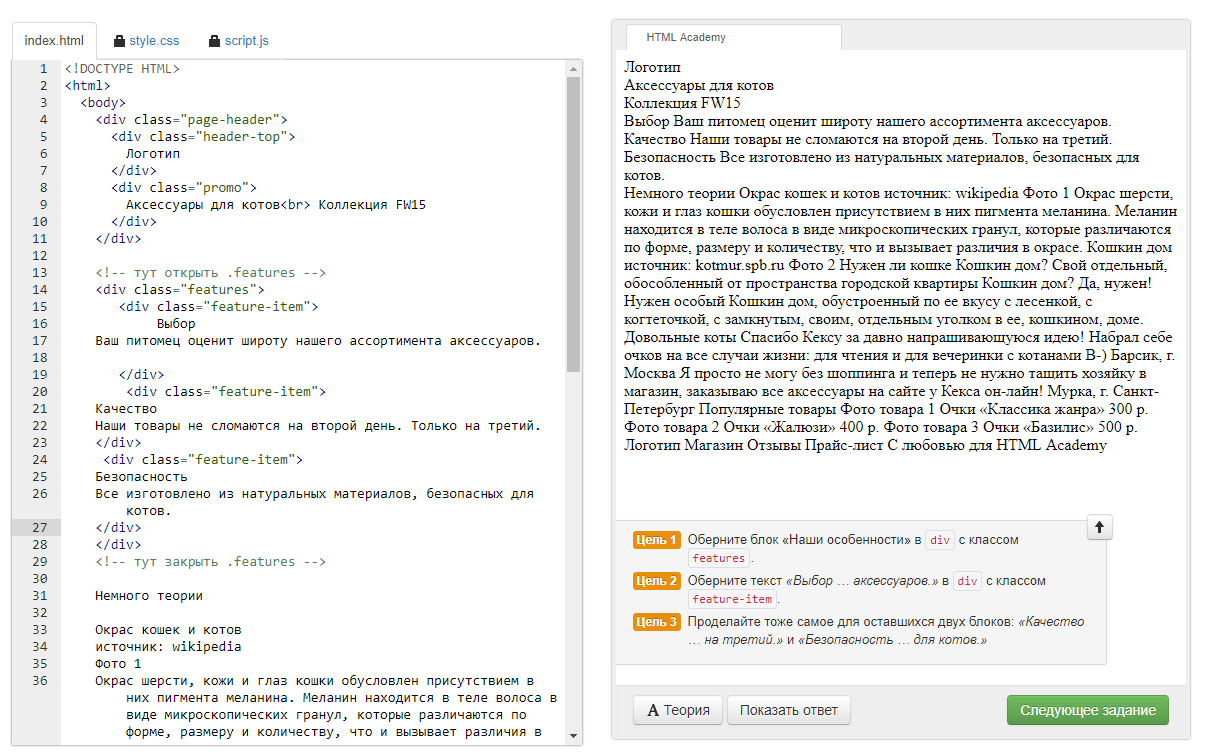 index.html style.css script.js
1 <!DOCTYPE HTML>
2 <html>
3 <body>
4 <div class="page-header">
5 <div class="header-top">
6 Логотип
7 </div>
8 <div class="promo">
9 Аксессуары для котов<br> Коллекция FW15
10 </div>
11 </div>
12
13 <!-- тут открыть .features -->
14 <div class="features">
15 <div class="feature-item">
16 Выбор
17 Ваш питомец оценит широту нашего ассортимента аксессуаров.
18
19 </div>
20 <div class="feature-item">
21 Качество
22 Наши товары не сломаются на второй день. Только на третий.
23 </div>
24 <div class="feature-item">
25 Безопасность
26 Все изготовлено из натуральных материалов, безопасных для
котов.
27 </div>
28 </div>
29 <!-- тут закрыть .features -->
30
31 Немного теории
32
33 Окрас кошек и котов
34 источник: wikipedia
35 Фото 1
36 Окрас шерсти, кожи и глаз кошки обусловлен присутствием в
них пигмента меланина. Меланин находится в теле волоса в
виде микроскопических гранул, которые различаются по
форме, размеру и количеству, что и вызывает различия в
HTML Academy
Логотип
Аксессуары для котов
Коллекция FW15
Выбор Ваш питомец оценит широту нашего ассортимента аксессуаров.
Качество Наши товары не сломаются на второй день. Только на третий.
Безопасность Все изготовлено из натуральных материалов, безопасных для
котов.
Немного теории Окрас кошек и котов источник: wikipedia Фото 1 Окрас шерсти,
кожи и глаз кошки обусловлен присутствием в них пигмента меланина. Меланин
находится в теле волоса в виде микроскопических гранул, которые различаются
по форме, размеру и количеству, что и вызывает различия в окрасе. Кошкин дом
источник: kotmur.spb.ru Фото 2 Нужен ли кошке Кошкин дом? Свой отдельный,
обособленный от пространства городской квартиры Кошкин дом? Да, нужен!
Нужен особый Кошкин дом, обустроенный по ее вкусу с лесенкой, с
когтеточкой, с замкнутым, своим, отдельным уголком в ее, кошкином, доме.
Довольные коты Спасибо Кексу за давно напрашивающуюся идею! Набрал себе
очков на все случаи жизни: для чтения и для вечеринки с котанами B-) Барсик, г.
Москва Я просто не могу без шоппинга и теперь не нужно тащить хозяйку в
магазин, заказываю все аксессуары на сайте у Кекса он-лайн! Мурка, г. Санкт-
Петербург Популярные товары Фото товара 1 Очки «Классика жанра» 300 р.
Фото товара 2 Очки «Жалюзи» 400 р. Фото товара 3 Очки «Базилис» 500 р.
Логотип Магазин Отзывы Прайс-лист С любовью для HTML Academy
Цель 1 Оберните блок «Наши особенности» в div с классом
features .
Цель 2 Оберните текст «Выбор … аксессуаров.» в div с классом
feature-item .
Цель 3 Проделайте тоже самое для оставшихся двух блоков: «Качество
… на третий.» и «Безопасность … для котов.»
A Теория Показать ответ Следующее задание